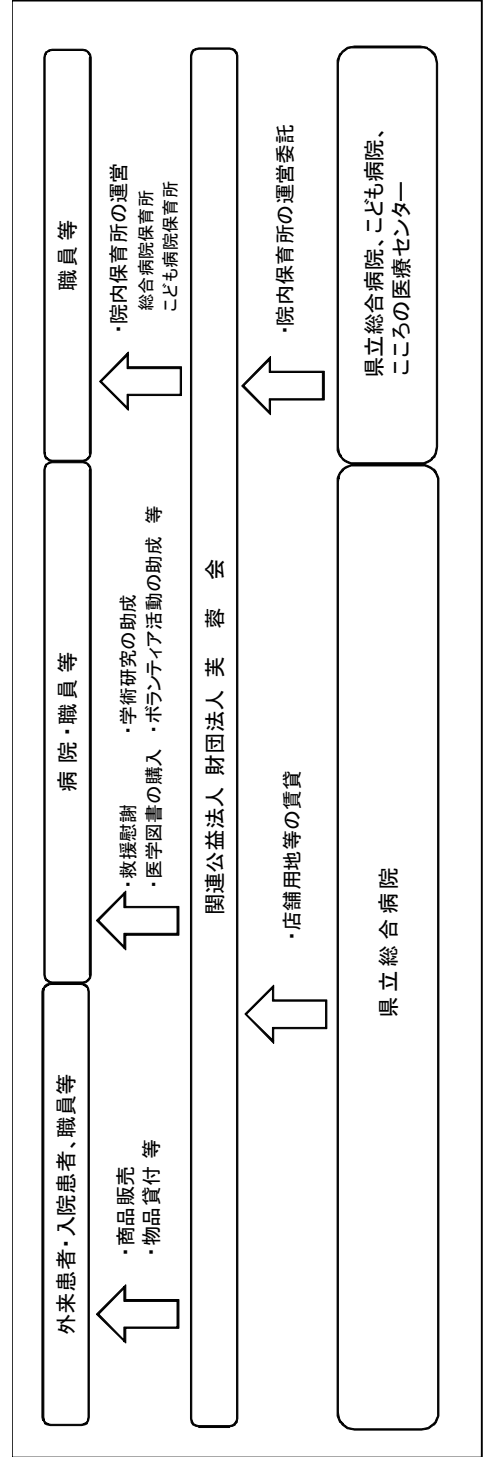 外来患者・入院患者、職員等
病 院 ・ 職 員 等
職 員 等
・商品販売
・物品貸付 等
・救援慰謝 ・学術研究の助成
・医学図書の購入 ・ボランティア活動の助成 等
・院内保育所の運営
総合病院保育所
こども病院保育所
関連公益法人 財団法人 芙 蓉 会
・店舗用地等の賃貸
・院内保育所の運営委託
県 立 総 合 病 院
県立総合病院、こども病院、
こころの医療センター